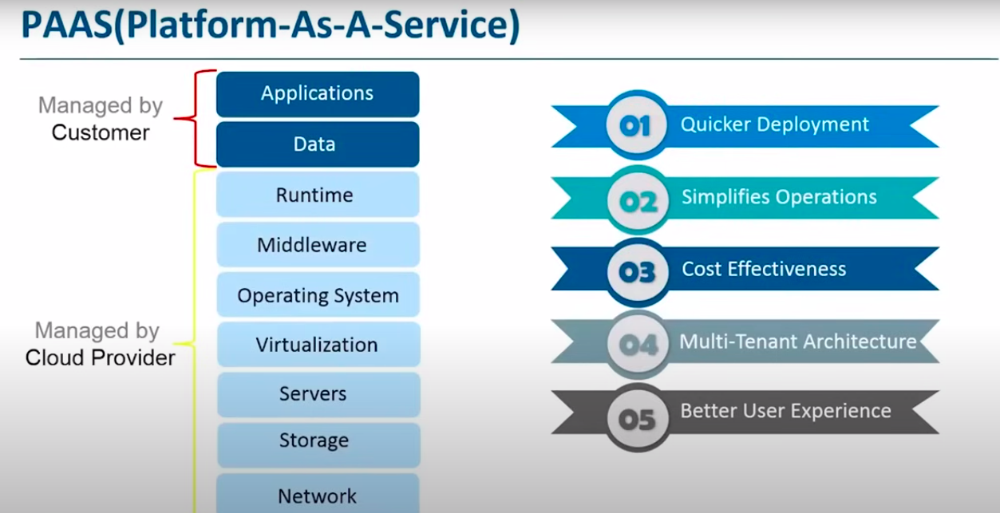 PAAS(Platform-As-A-Service)
Managed by
Customer
Applications
Data
Runtime
Middleware
Operating System
Virtualization
Servers
Storage
Network
Managed by
Cloud Provider
01 Quicker Deployment
02 Simplifies Operations
03 Cost Effectiveness
04 Multi-Tenant Architecture
05 Better User Experience